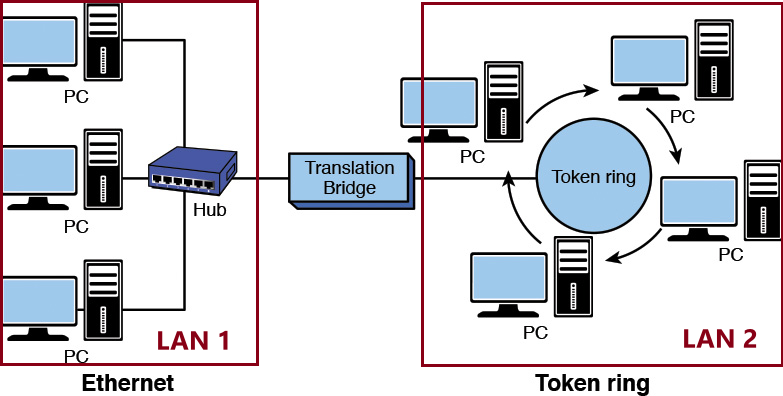 PC
PC
PC
Hub
LAN 1
Ethernet
Translation
Bridge
PC
PC
Token ring
PC
PC
LAN 2
Token ring